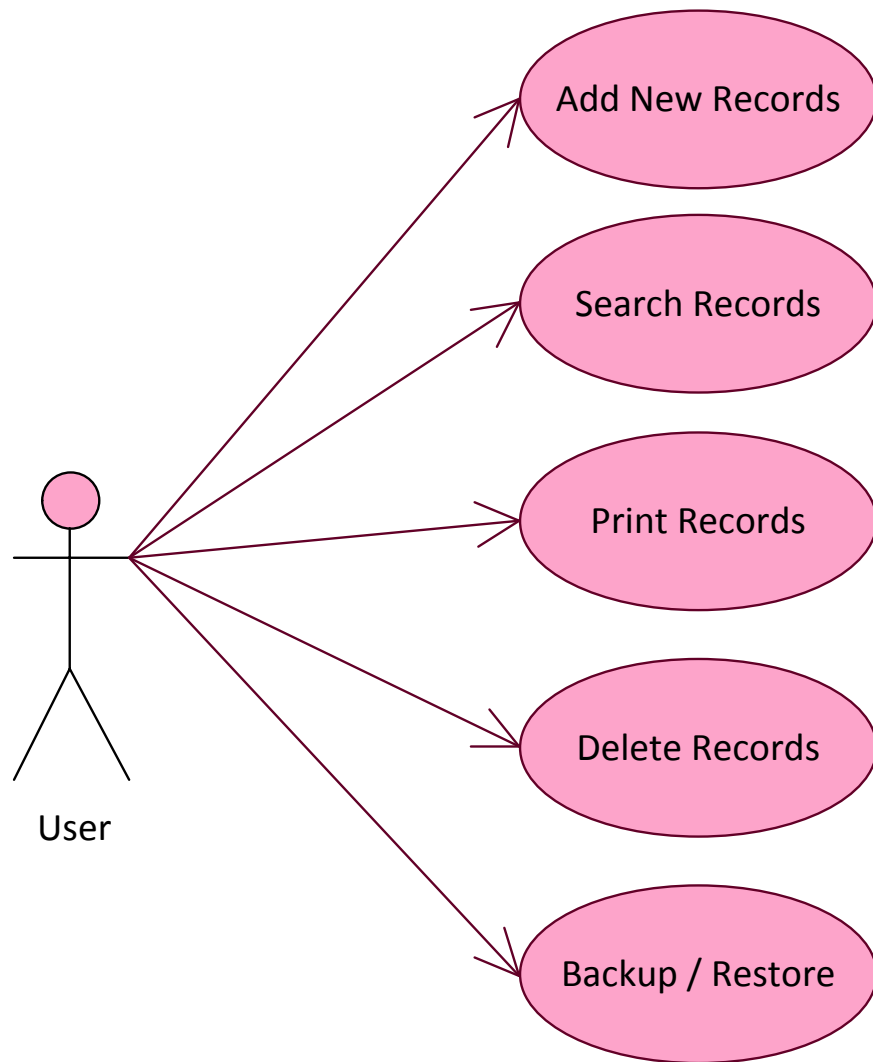 Add New Records
Search Records
Print Records
Delete Records
User
Backup / Restore